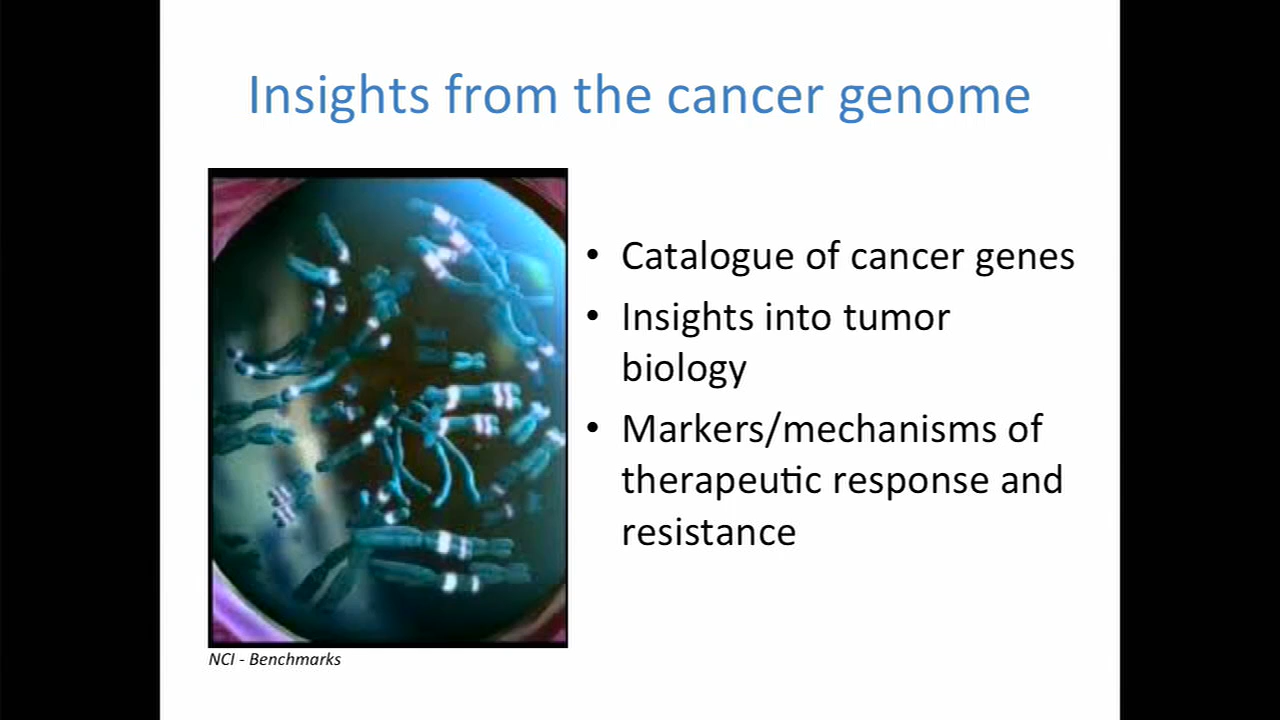 Insights from the cancer genome
• Catalogue of cancer genes
• Insights into tumor
biology
• Markers/mechanisms of
therapeutic response and
resistance
NCI - Benchmarks